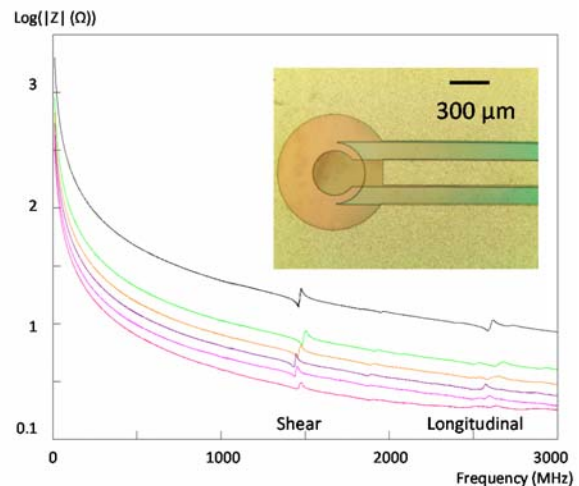 Log(|Z| (Ω))
3
2
1
0.1
300 μm
Shear
Longitudinal
0
1000
2000
3000
Frequency (MHz)